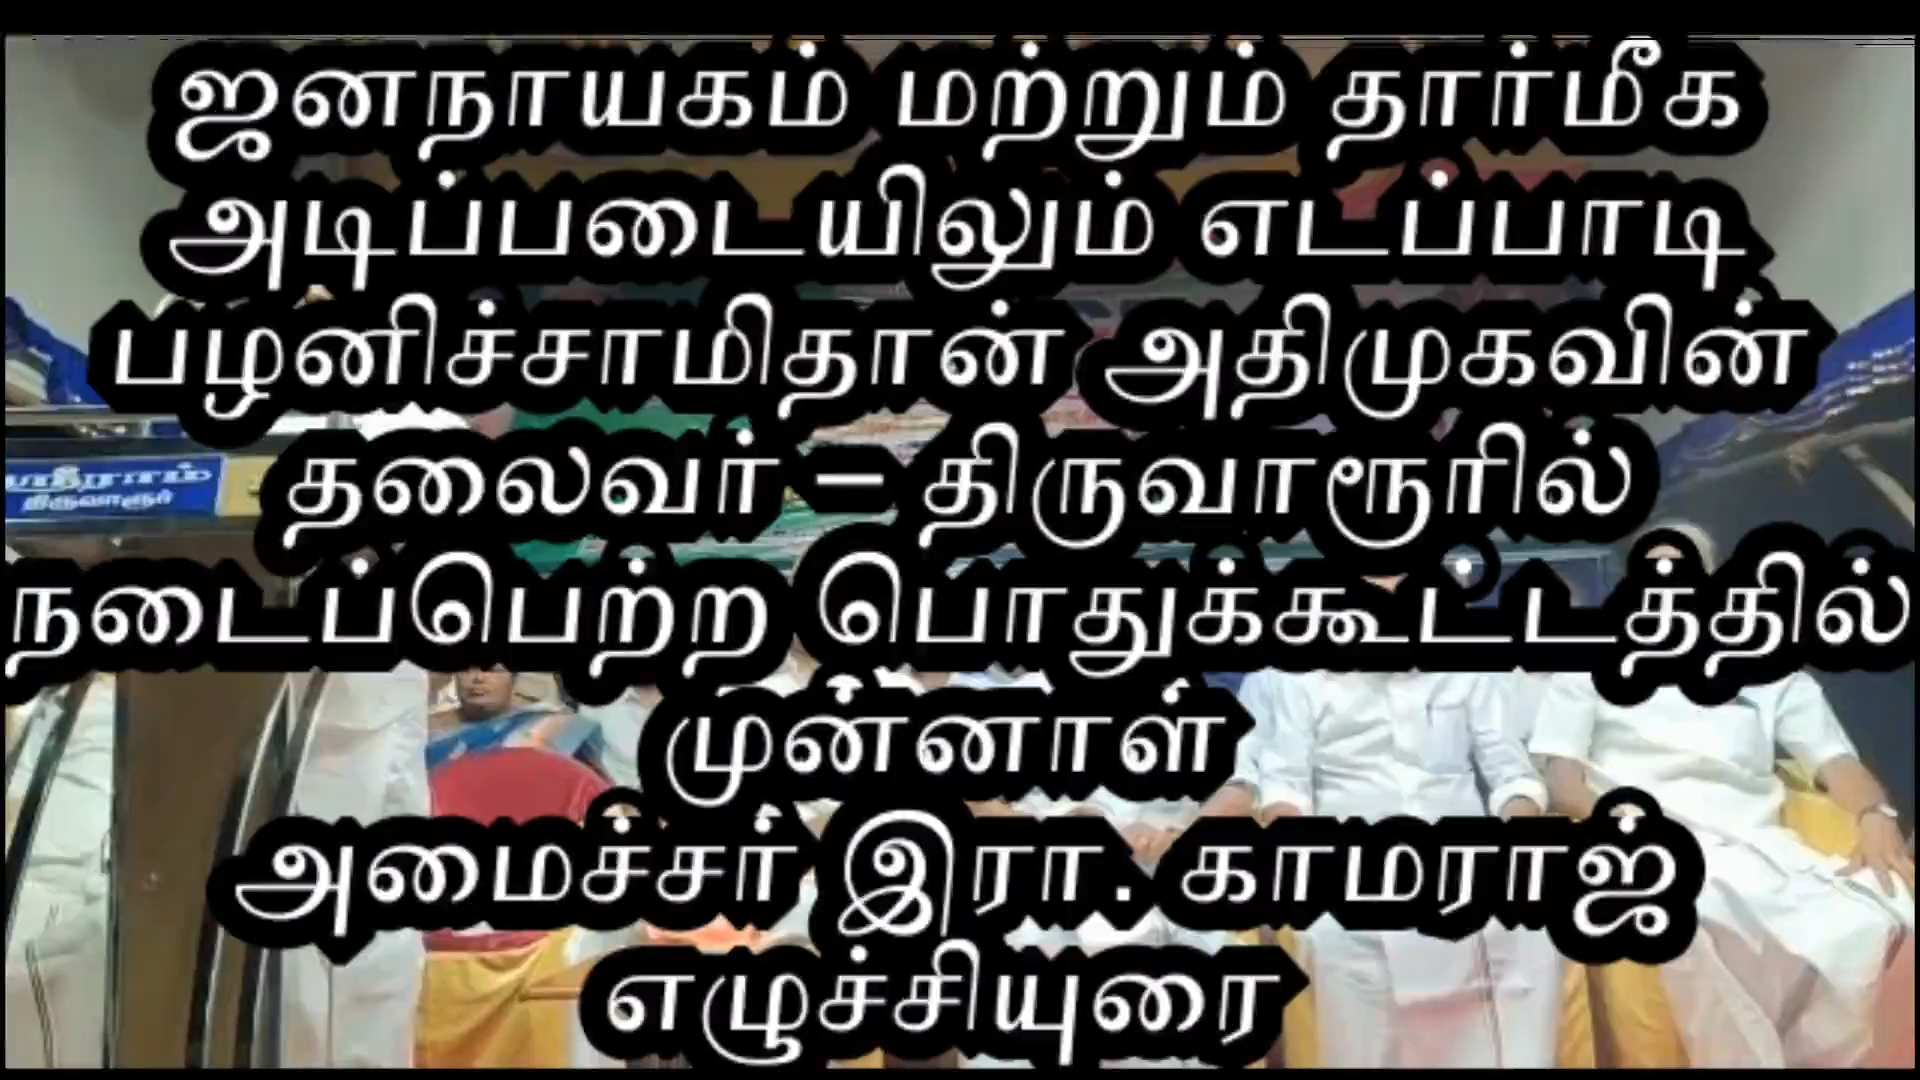 ஜனநாயகம் மற்றும் தார்மீக
அடிப்படையிலும் எடப்பாடி
பழனிச்சாமிதான் அதிமுகவின்
தலைவர் – திருவாரூரில்
நடைப்பெற்ற பொதுக்கூட்டத்தில்
முன்னாள்
அமைச்சர் இரா. காமராஜ்
எழுச்சியுரை
திருவாரூர்